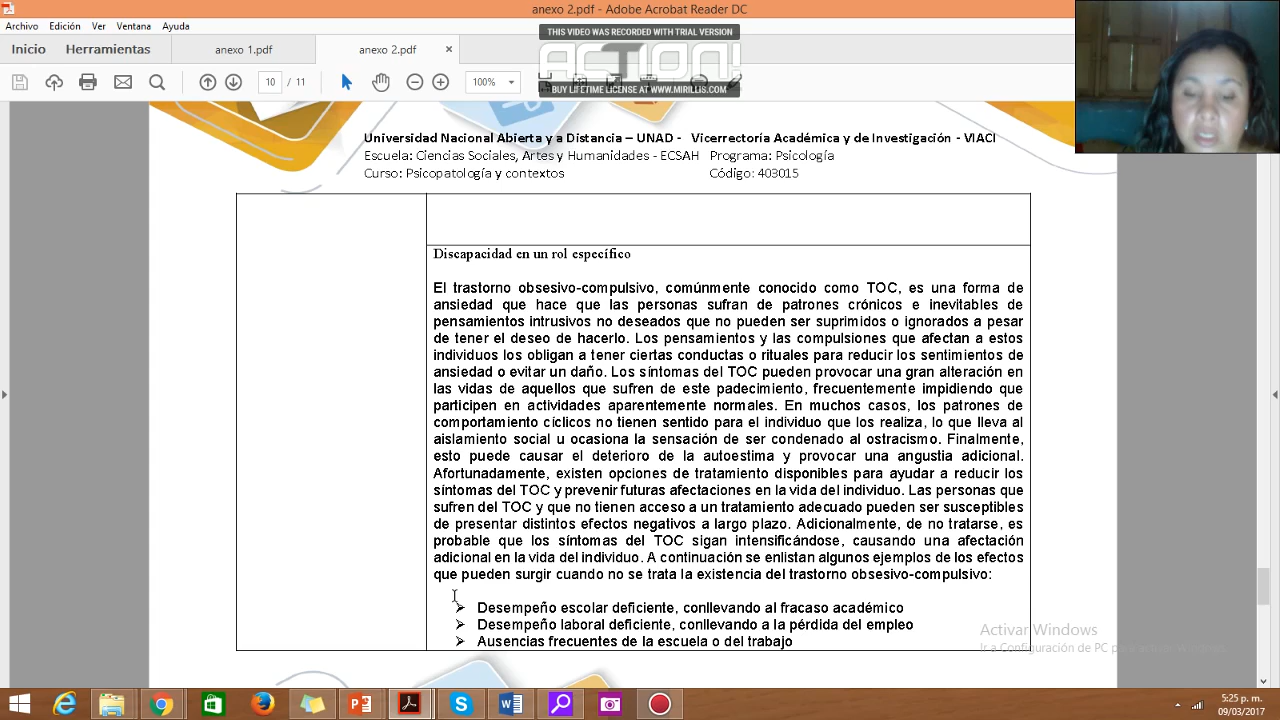 anexo 2.pdf - Adobe Acrobat Reader DC
Archivo Edición Ver Ventana Ayuda
THIS VIDEO WAS RECORDED WITH TRIAL VERSION
ACTION!
BUY LIFETIME LICENSE AT WWW.MIRILLIS.COM
Inicio Herramientas anexo 1.pdf anexo 2.pdf ×
10 / 11 100%
Universidad Nacional Abierta y a Distancia – UNAD - Vicerrectoría Académica y de Investigación - VIACI
Escuela: Ciencias Sociales, Artes y Humanidades - ECSAH Programa: Psicología
Curso: Psicopatología y contextos Código: 403015
Discapacidad en un rol específico
El trastorno obsesivo-compulsivo, comúnmente conocido como TOC, es una forma de
ansiedad que hace que las personas sufran de patrones crónicos e inevitables de
pensamientos intrusivos no deseados que no pueden ser suprimidos o ignorados a pesar
de tener el deseo de hacerlo. Los pensamientos y las compulsiones que afectan a estos
individuos los obligan a tener ciertas conductas o rituales para reducir los sentimientos de
ansiedad o evitar un daño. Los síntomas del TOC pueden provocar una gran alteración en
las vidas de aquellos que sufren de este padecimiento, frecuentemente impidiendo que
participen en actividades aparentemente normales. En muchos casos, los patrones de
comportamiento cíclicos no tienen sentido para el individuo que los realiza, lo que lleva al
aislamiento social u ocasiona la sensación de ser condenado al ostracismo. Finalmente,
esto puede causar el deterioro de la autoestima y provocar una angustia adicional.
Afortunadamente, existen opciones de tratamiento disponibles para ayudar a reducir los
síntomas del TOC y prevenir futuras afectaciones en la vida del individuo. Las personas que
sufren del TOC y que no tienen acceso a un tratamiento adecuado pueden ser susceptibles
de presentar distintos efectos negativos a largo plazo. Adicionalmente, de no tratarse, es
probable que los síntomas del TOC sigan intensificándose, causando una afectación
adicional en la vida del individuo. A continuación se enlistan algunos ejemplos de los efectos
que pueden surgir cuando no se trata la existencia del trastorno obsesivo-compulsivo:
➢ Desempeño escolar deficiente, conllevando al fracaso académico
➢ Desempeño laboral deficiente, conllevando a la pérdida del empleo
➢ Ausencias frecuentes de la escuela o del trabajo
Activar Windows
Ir a Configuración de PC para activar Windows.
5:25 p. m.
09/03/2017